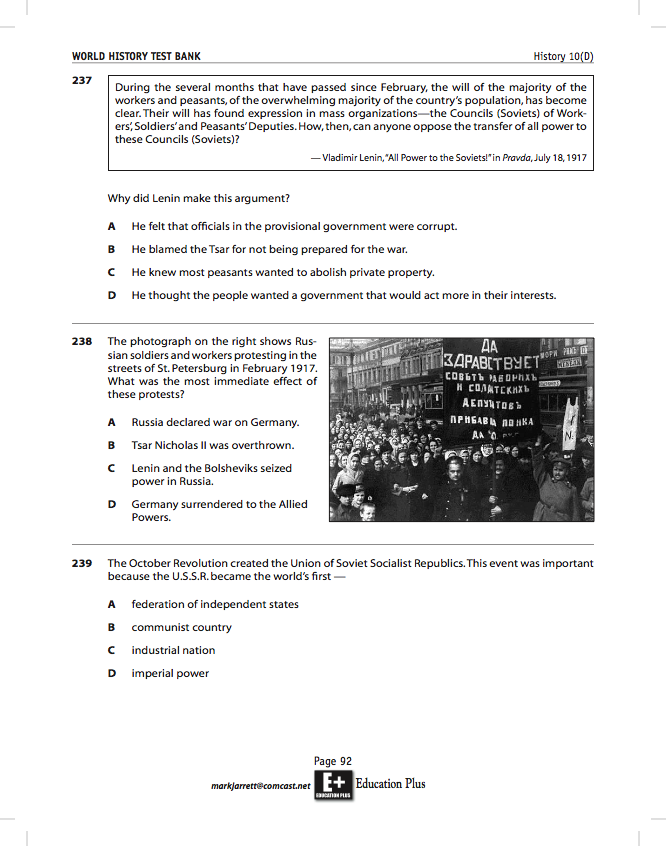 WORLD HISTORY TEST BANK
History 10(D)
237
During the several months that have passed since February, the will of the majority of the
workers and peasants, of the overwhelming majority of the country's population, has become
clear. Their will has found expression in mass organizations—the Councils (Soviets) of Work-
ers', Soldiers' and Peasants' Deputies. How, then, can anyone oppose the transfer of all power to
these Councils (Soviets)?
— Vladimir Lenin, "All Power to the Soviets!" in Pravda, July 18, 1917
Why did Lenin make this argument?
A He felt that officials in the provisional government were corrupt.
B He blamed the Tsar for not being prepared for the war.
C He knew most peasants wanted to abolish private property.
D He thought the people wanted a government that would act more in their interests.
238 The photograph on the right shows Rus-
sian soldiers and workers protesting in the
streets of St. Petersburg in February 1917.
What was the most immediate effect of
these protests?
A Russia declared war on Germany.
B Tsar Nicholas II was overthrown.
C Lenin and the Bolsheviks seized
power in Russia.
D Germany surrendered to the Allied
Powers.
ДА
ЗДРАВСТВУЕТ
СОВѢТЪ РАБОЧИХЪ
И СОЛДАТСКИХЪ
ДЕПУТОВЪ
ПРИБАВЬ
239 The October Revolution created the Union of Soviet Socialist Republics. This event was important
because the U.S.S.R. became the world's first —
A federation of independent states
B communist country
C industrial nation
D imperial power
Page 92
markjarrett@comcast.net
E+
EDUCATION PLUS
Education Plus